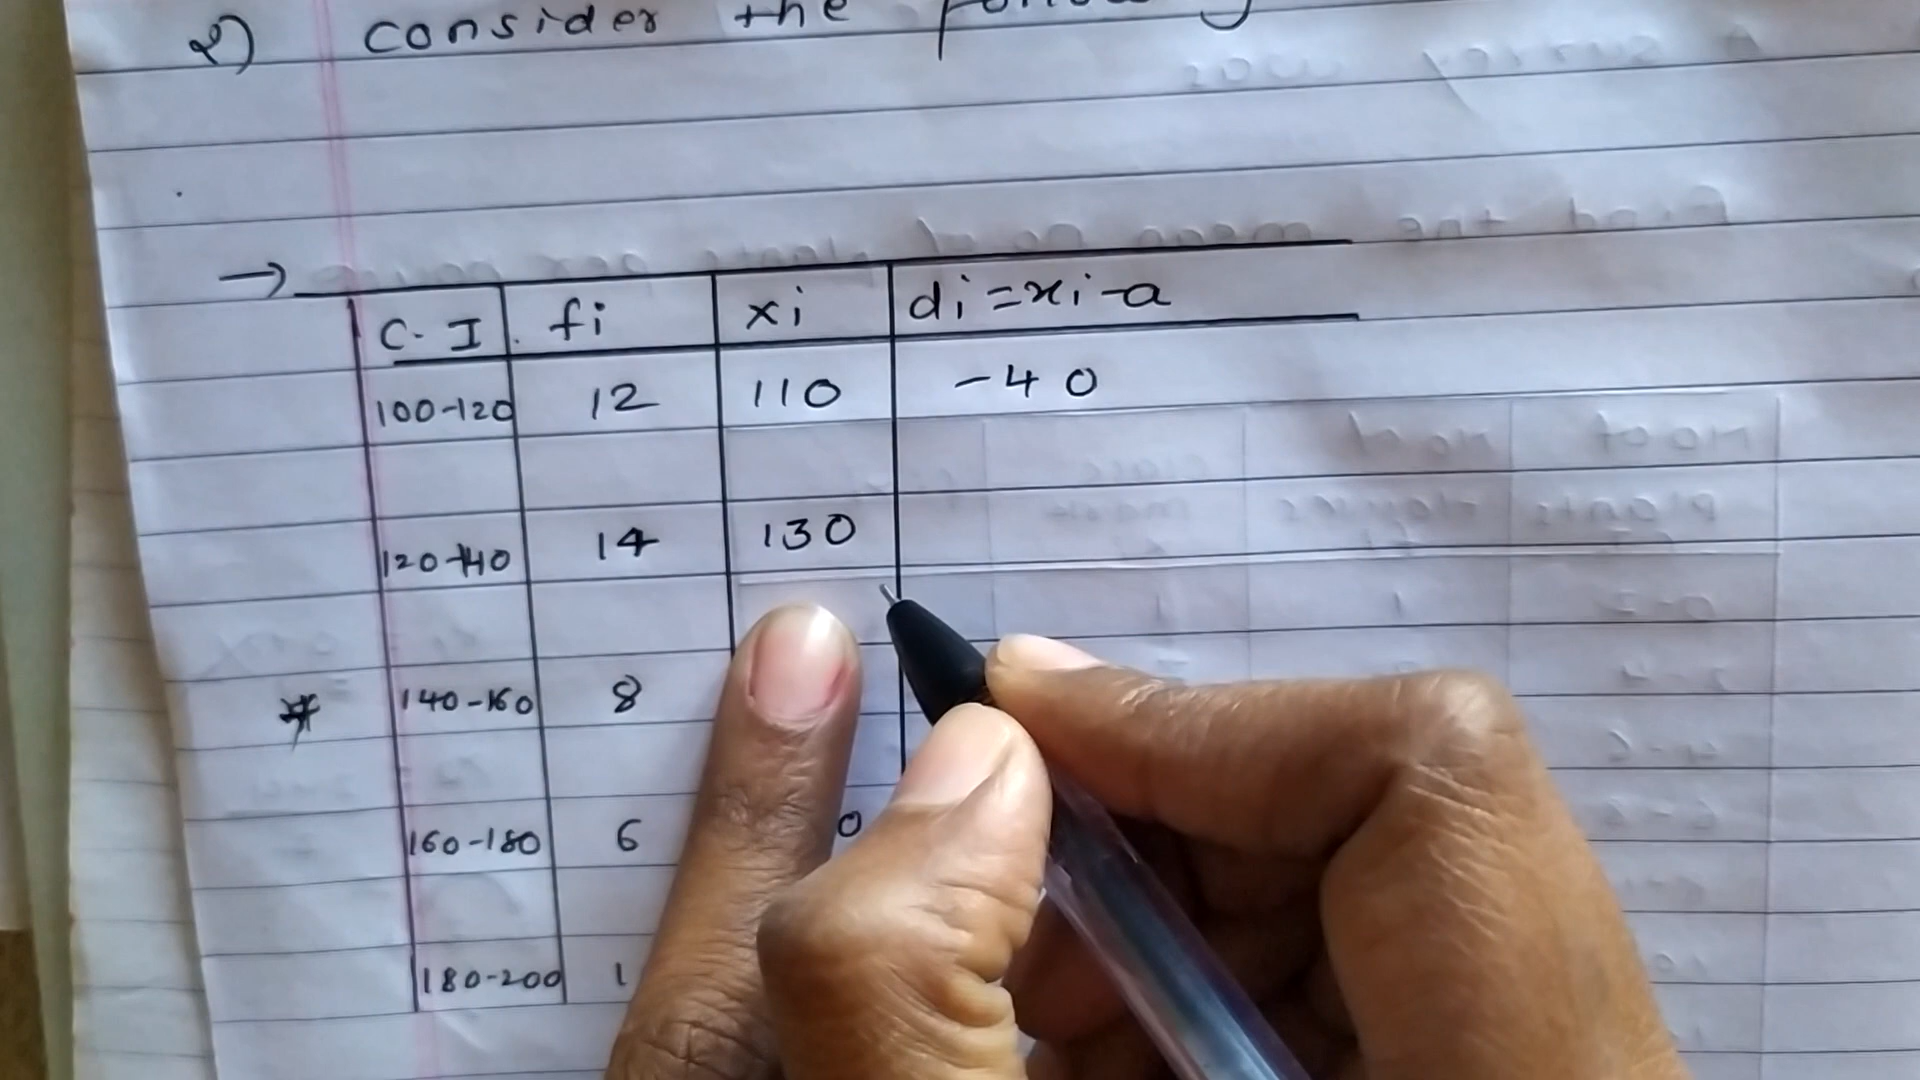 2) consider the
→
C.I. fi xi di=xi-a
100-120 12 110 -40
120-140 14 130
* 140-160 8
160-180 6 0
180-200 1